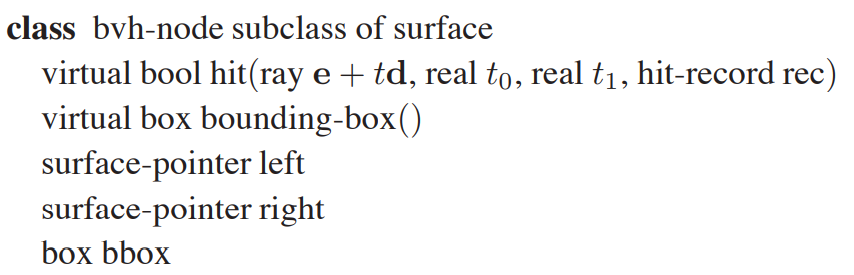 class bvh-node subclass of surface
virtual bool hit(ray e + td, real t₀, real t₁, hit-record rec)
virtual box bounding-box()
surface-pointer left
surface-pointer right
box bbox